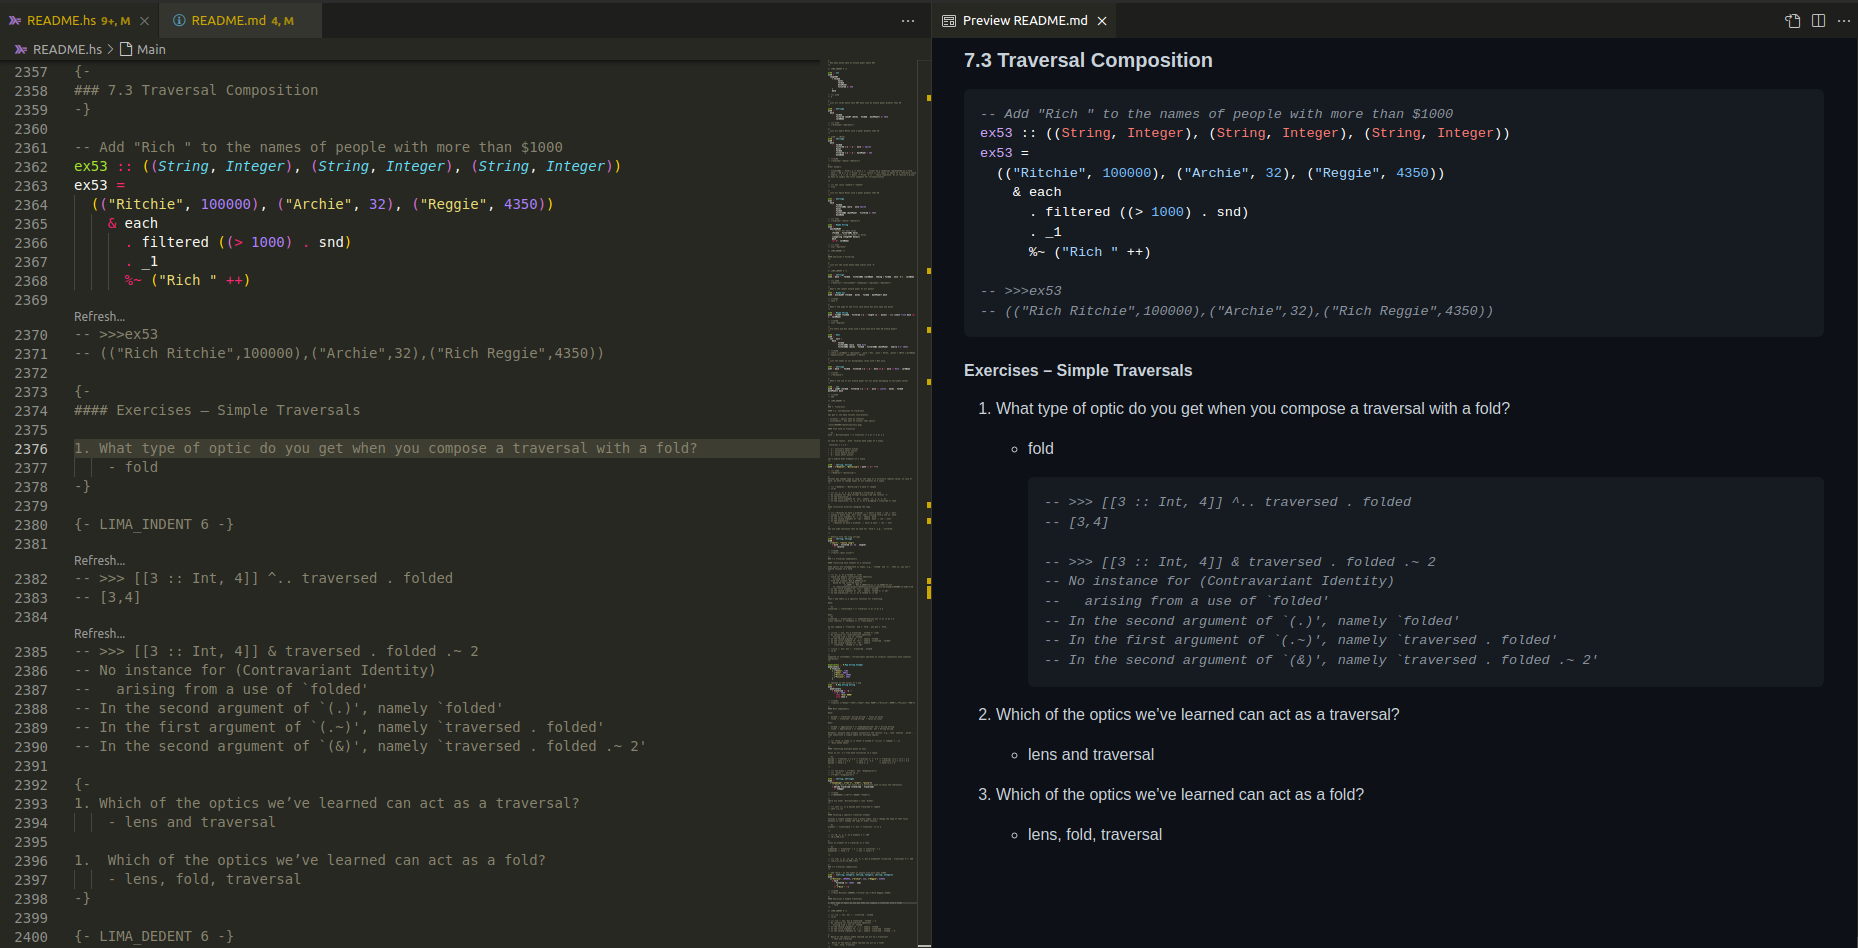 README.hs 9+, M
README.md 4, M
README.hs > Main
2357 {-
2358 ### 7.3 Traversal Composition
2359 -}
2360
2361 -- Add "Rich " to the names of people with more than $1000
2362 ex53 :: ((String, Integer), (String, Integer), (String, Integer))
2363 ex53 =
2364 (("Ritchie", 100000), ("Archie", 32), ("Reggie", 4350))
2365 & each
2366 . filtered ((> 1000) . snd)
2367 . _1
2368 %~ ("Rich " ++)
2369
Refresh...
2370 -- >>>ex53
2371 -- (("Rich Ritchie",100000),("Archie",32),("Rich Reggie",4350))
2372
2373 {-
2374 #### Exercises – Simple Traversals
2375
2376 1. What type of optic do you get when you compose a traversal with a fold?
2377 - fold
2378 -}
2379
2380 {- LIMA_INDENT 6 -}
2381
Refresh...
2382 -- >>> [[3 :: Int, 4]] ^.. traversed . folded
2383 -- [3,4]
2384
Refresh...
2385 -- >>> [[3 :: Int, 4]] & traversed . folded .~ 2
2386 -- No instance for (Contravariant Identity)
2387 --   arising from a use of `folded'
2388 -- In the second argument of `(.)', namely `folded'
2389 -- In the first argument of `(.~)', namely `traversed . folded'
2390 -- In the second argument of `(&)', namely `traversed . folded .~ 2'
2391
2392 {-
2393 1. Which of the optics we’ve learned can act as a traversal?
2394 - lens and traversal
2395
2396 1.  Which of the optics we’ve learned can act as a fold?
2397 - lens, fold, traversal
2398 -}
2399
2400 {- LIMA_DEDENT 6 -}
Preview README.md
7.3 Traversal Composition
-- Add "Rich " to the names of people with more than $1000
ex53 :: ((String, Integer), (String, Integer), (String, Integer))
ex53 =
(("Ritchie", 100000), ("Archie", 32), ("Reggie", 4350))
& each
. filtered ((> 1000) . snd)
. _1
%~ ("Rich " ++)
-- >>>ex53
-- (("Rich Ritchie",100000),("Archie",32),("Rich Reggie",4350))
Exercises – Simple Traversals
1. What type of optic do you get when you compose a traversal with a fold?
fold
-- >>> [[3 :: Int, 4]] ^.. traversed . folded
-- [3,4]
-- >>> [[3 :: Int, 4]] & traversed . folded .~ 2
-- No instance for (Contravariant Identity)
--   arising from a use of `folded'
-- In the second argument of `(.)', namely `folded'
-- In the first argument of `(.~)', namely `traversed . folded'
-- In the second argument of `(&)', namely `traversed . folded .~ 2'
2. Which of the optics we’ve learned can act as a traversal?
lens and traversal
3. Which of the optics we’ve learned can act as a fold?
lens, fold, traversal